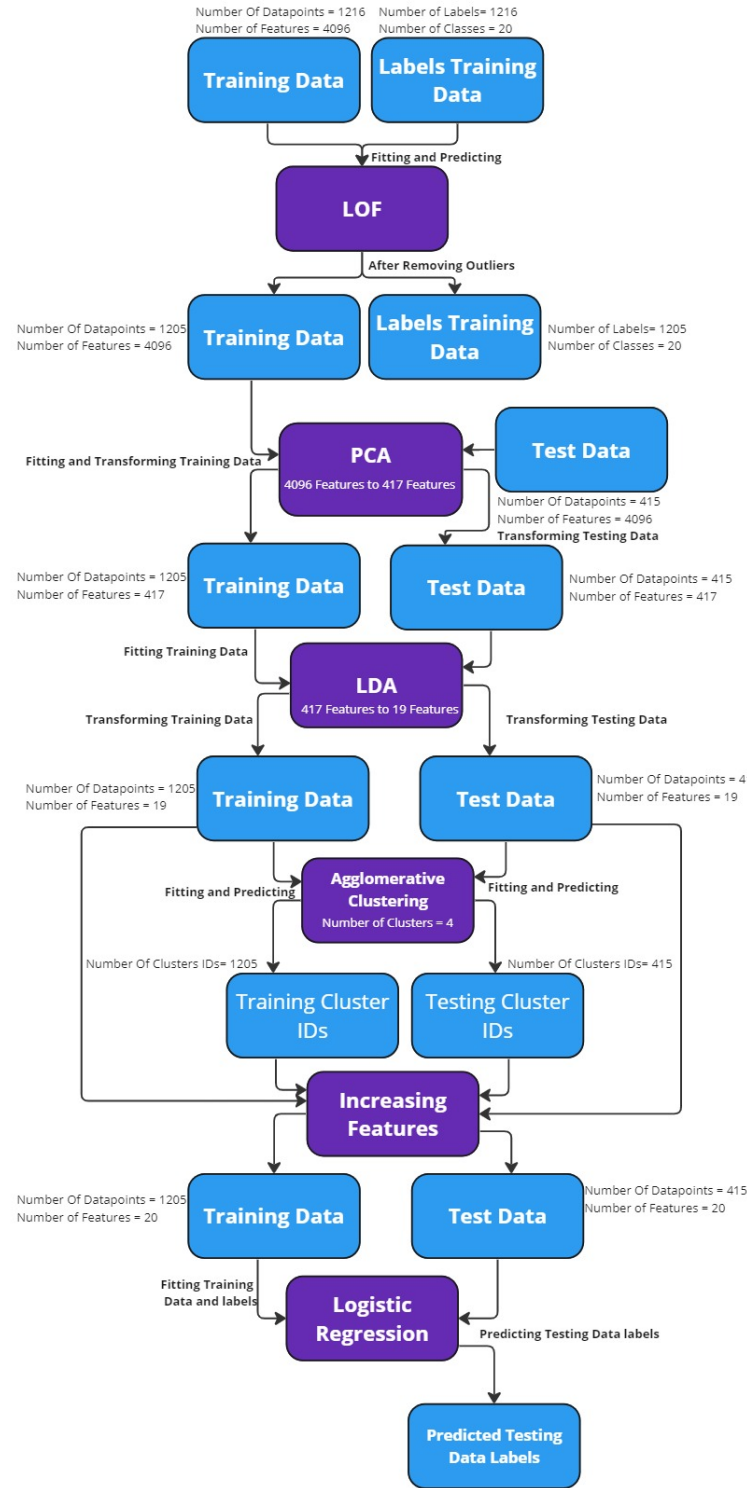 Number Of Datapoints = 1216
Number of Features = 4096
Number of Labels= 1216
Number of Classes = 20
Training Data
Labels Training
Data
Fitting and Predicting
LOF
After Removing Outliers
Number Of Datapoints = 1205
Number of Features = 4096
Training Data
Labels Training
Data
Number of Labels= 1205
Number of Classes = 20
Fitting and Transforming Training Data
PCA
4096 Features to 417 Features
Test Data
Number Of Datapoints = 415
Number of Features = 4096
Transforming Testing Data
Number Of Datapoints = 1205
Number of Features = 417
Training Data
Test Data
Number Of Datapoints = 415
Number of Features = 417
Fitting Training Data
LDA
417 Features to 19 Features
Transforming Training Data
Transforming Testing Data
Number Of Datapoints = 1205
Number of Features = 19
Training Data
Test Data
Number Of Datapoints = 4
Number of Features = 19
Fitting and Predicting
Agglomerative
Clustering
Number of Clusters = 4
Fitting and Predicting
Number Of Clusters IDs= 1205
Number Of Clusters IDs= 415
Training Cluster
IDs
Testing Cluster
IDs
Increasing
Features
Number Of Datapoints = 1205
Number of Features = 20
Training Data
Test Data
Number Of Datapoints = 415
Number of Features = 20
Fitting Training
Data and labels
Logistic
Regression
Predicting Testing Data labels
Predicted Testing
Data Labels